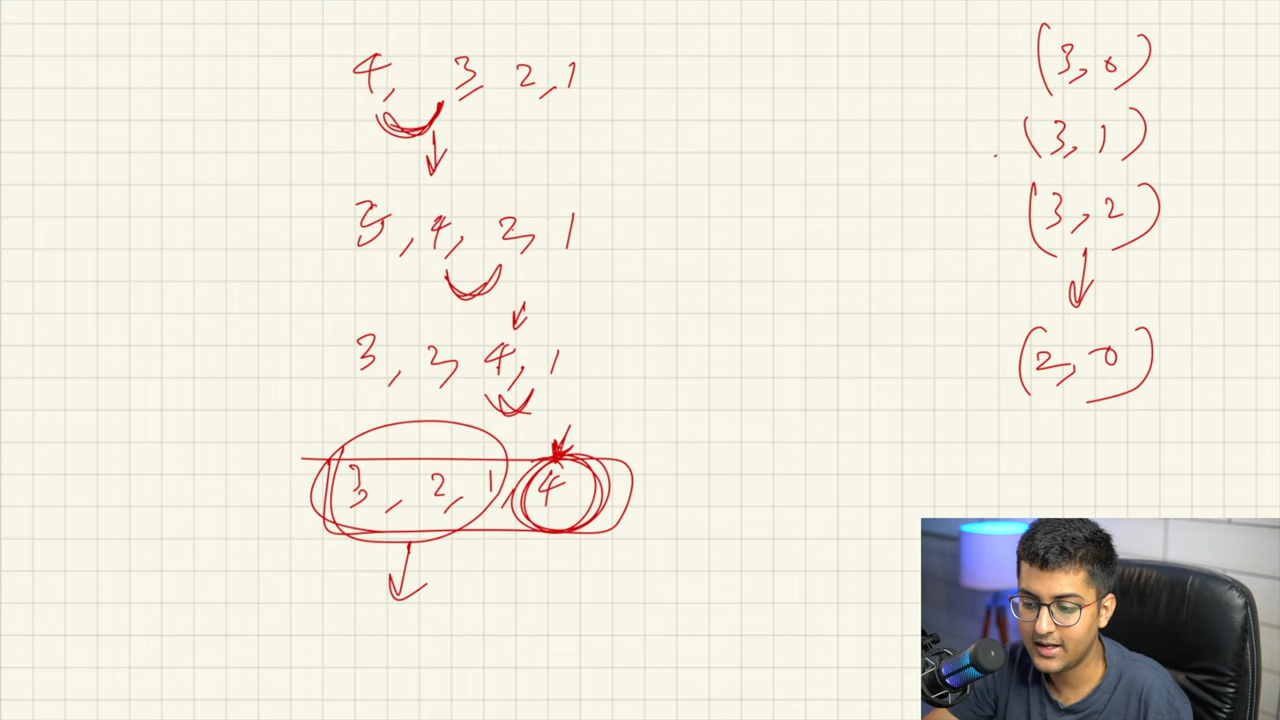 4, 3, 2, 1
3, 4, 2, 1
3, 2, 4, 1
3, 2, 1, 4
(3, 0)
(3, 1)
(3, 2)
(2, 0)